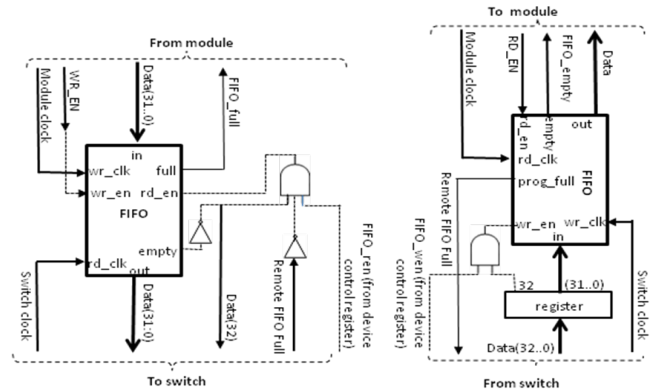 From module
Module clock
WR_EN
Data(31..0)
FIFO_full
in
wr_clk
full
wr_en
rd_en
FIFO
empty
rd_clk
out
Switch clock
Data(31:0)
Data(32)
Remote FIFO Full
FIFO_ren (from device
control register)
To switch
To module
Module clock
RD_EN
FIFO_empty
Data
rd_en
empty
out
rd_clk
FIFO
prog_full
Remote FIFO Full
wr_en
wr_clk
in
FIFO_wen (from device
control register)
32
(31..0)
register
Switch clock
Data(32..0)
From switch